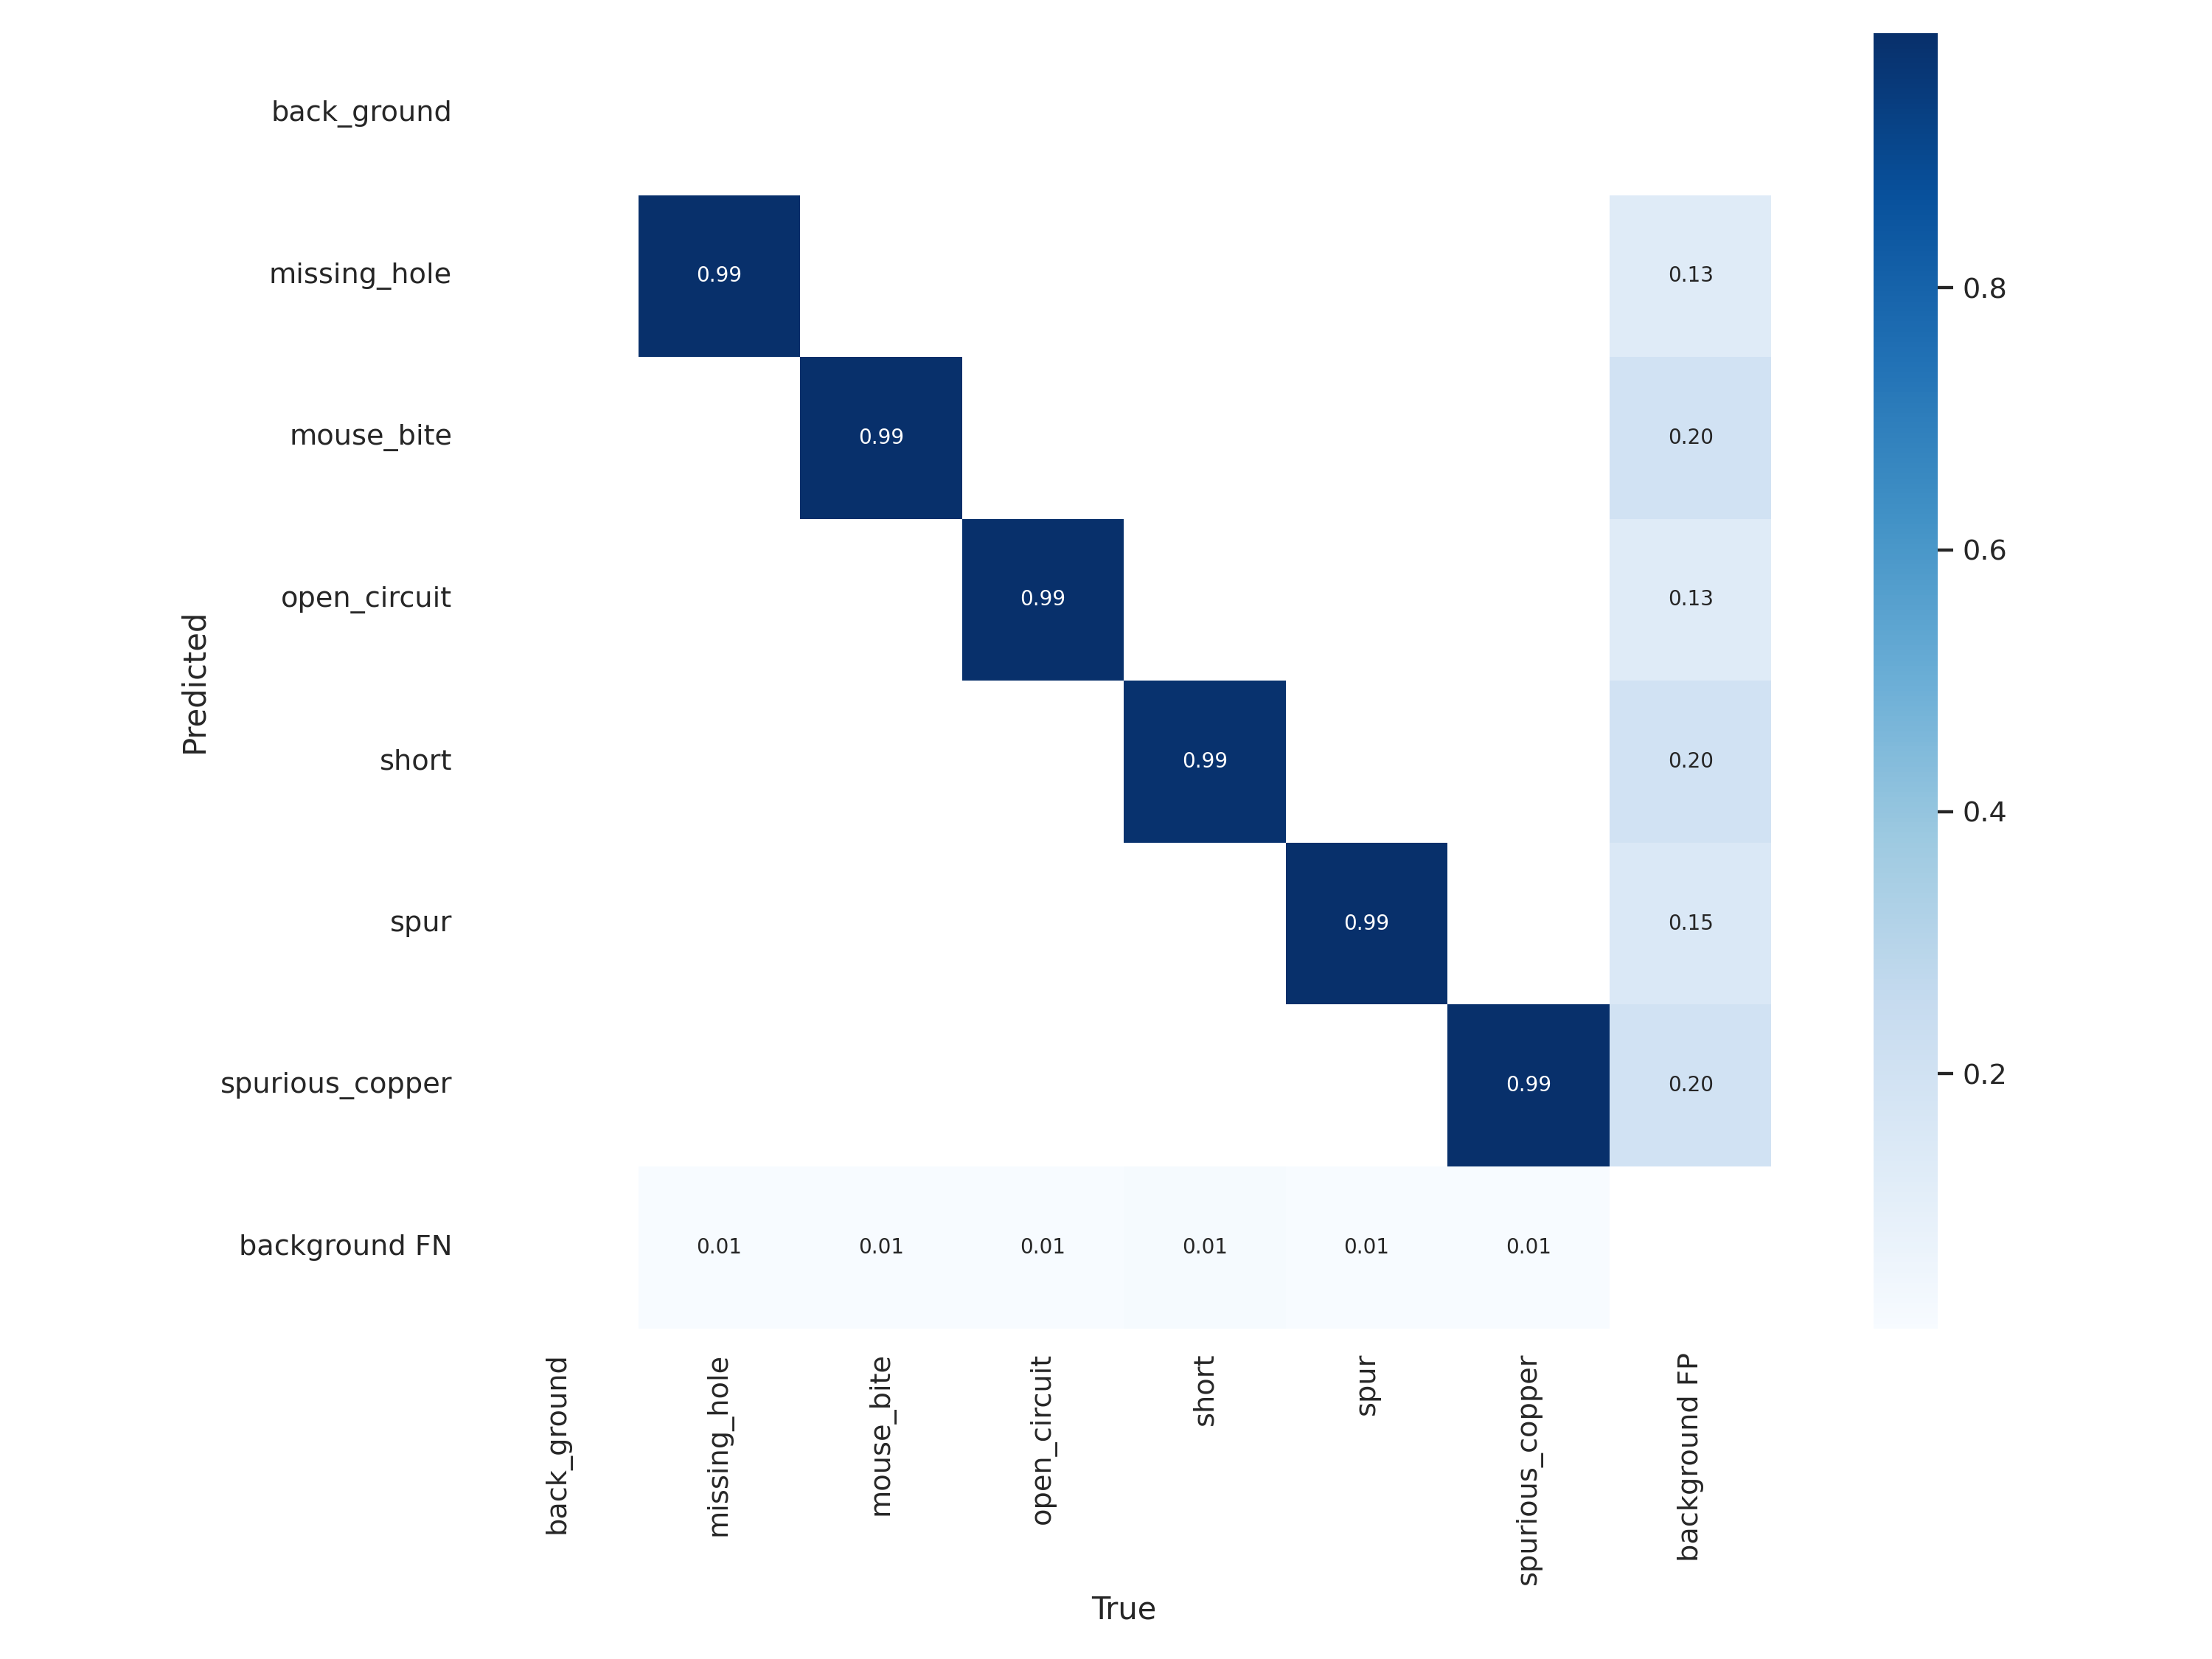 back_ground
missing_hole 0.99 0.13
mouse_bite 0.99 0.20
open_circuit 0.99 0.13
short 0.99 0.20
spur 0.99 0.15
spurious_copper 0.99 0.20
background FN 0.01 0.01 0.01 0.01 0.01 0.01
Predicted
back_ground
missing_hole
mouse_bite
open_circuit
short
spur
spurious_copper
background FP
True
0.8
0.6
0.4
0.2